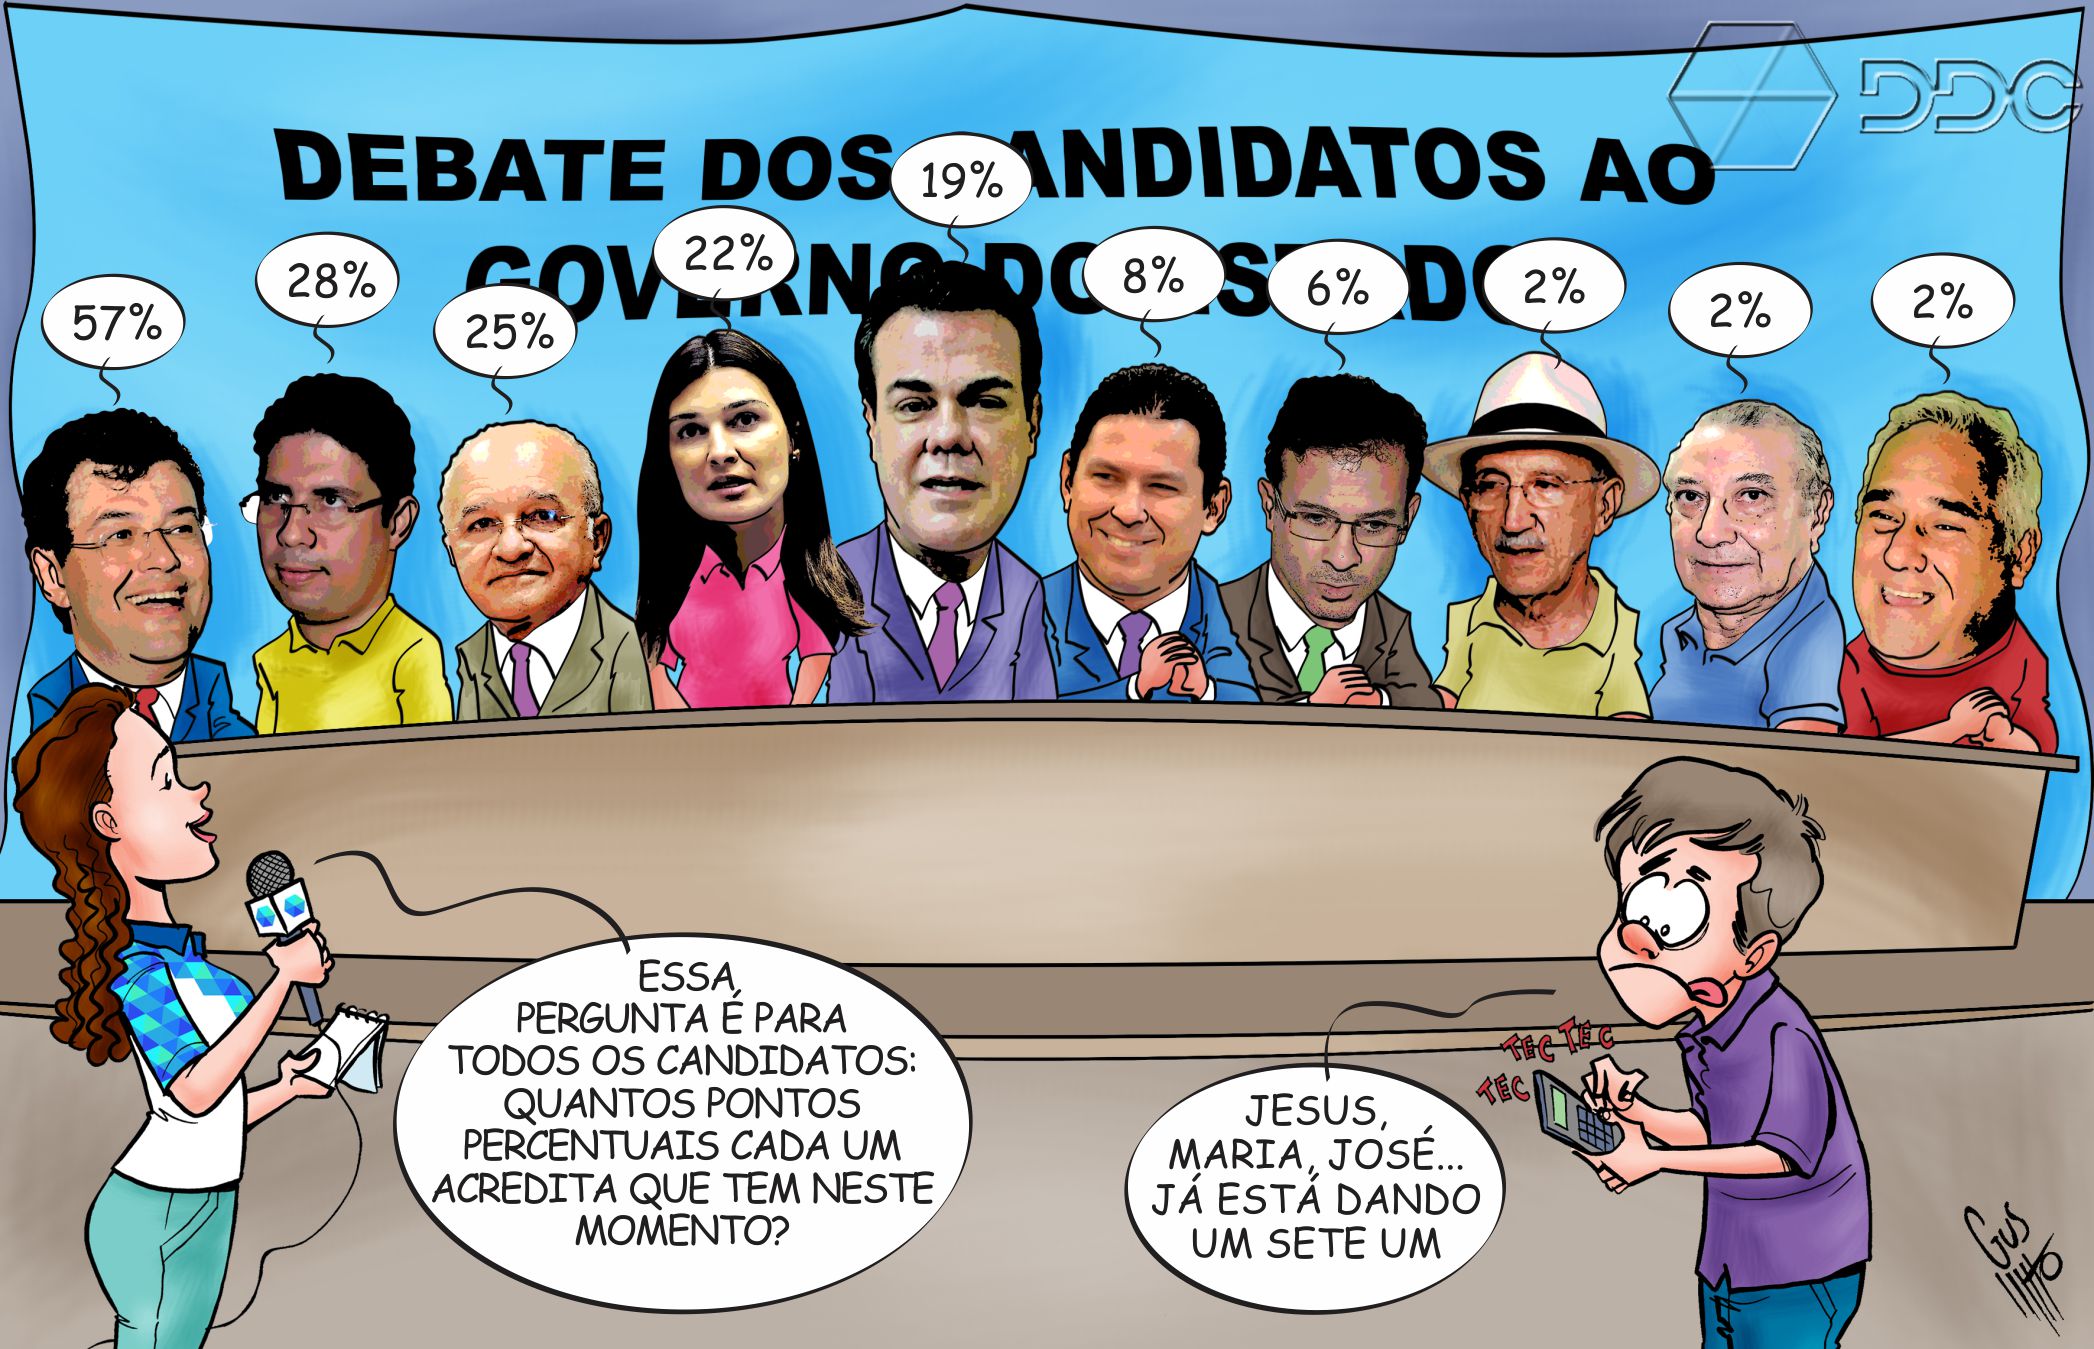 DDC
DEBATE DOS CANDIDATOS AO
GOVERNO DO ESTADO
57%
28%
25%
22%
19%
8%
6%
2%
2%
2%
ESSA
PERGUNTA É PARA
TODOS OS CANDIDATOS:
QUANTOS PONTOS
PERCENTUAIS CADA UM
ACREDITA QUE TEM NESTE
MOMENTO?
TEC TEC
TEC
JESUS,
MARIA, JOSÉ...
JÁ ESTÁ DANDO
UM SETE UM
GUS